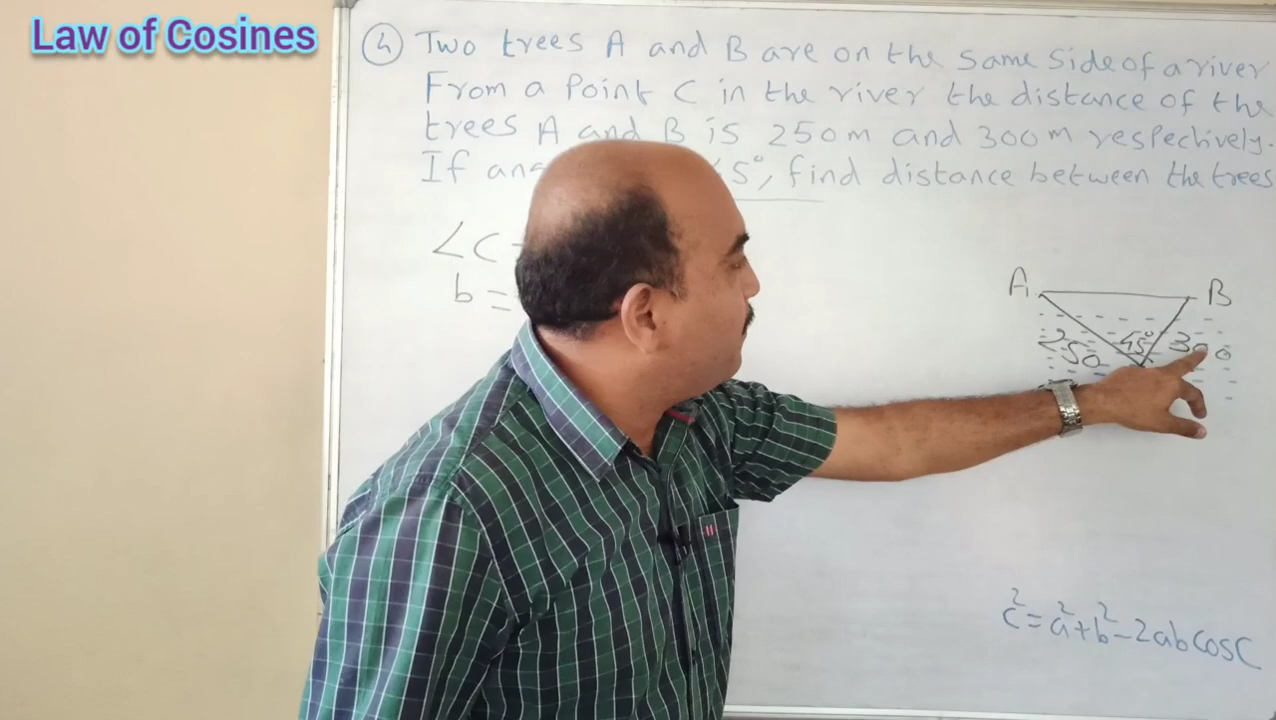 Law of Cosines
4 Two trees A and B are on the same side of a river
From a Point C in the river the distance of the
trees A and B is 250m and 300m respectively.
If 5°, find distance between the trees
∠C
b =
A B
250 45° 300
c² = a² + b² - 2ab cos C